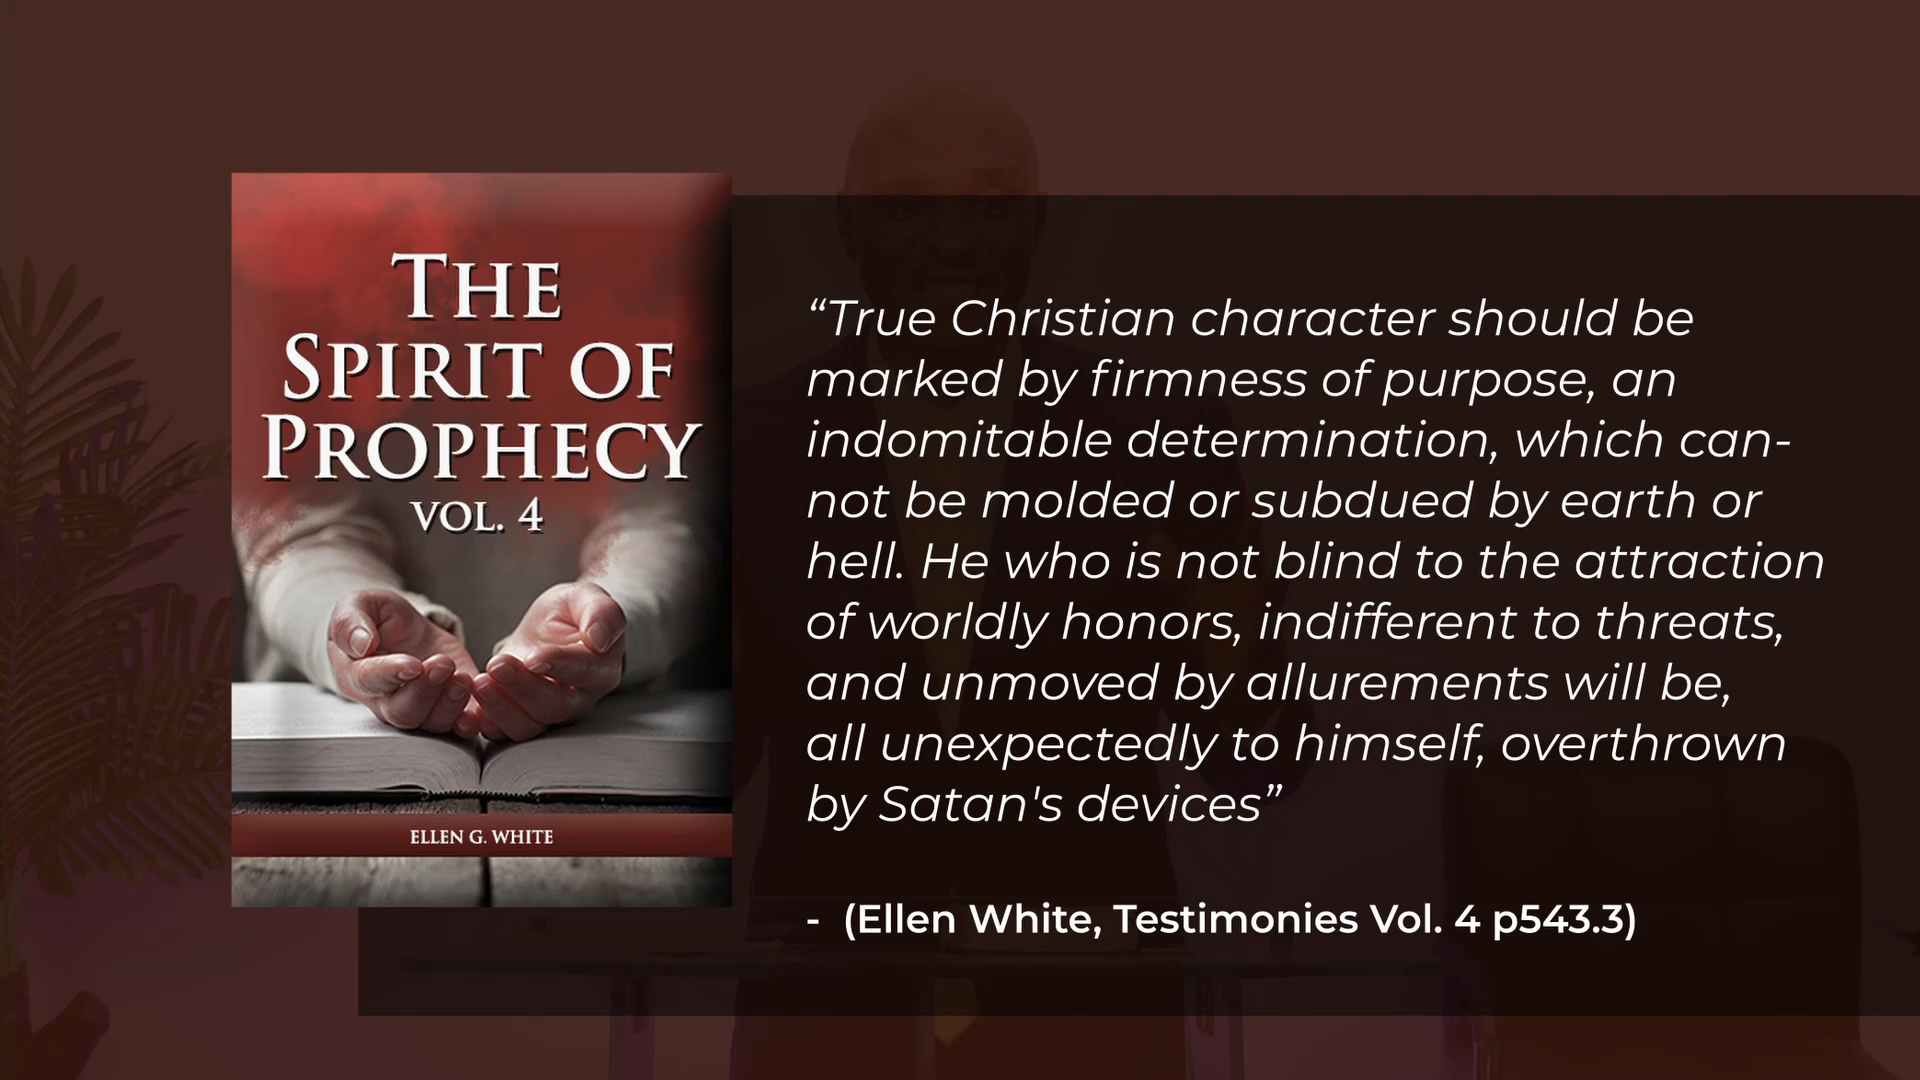 THE
SPIRIT OF
PROPHECY
VOL. 4
ELLEN G. WHITE
“True Christian character should be
marked by firmness of purpose, an
indomitable determination, which can-
not be molded or subdued by earth or
hell. He who is not blind to the attraction
of worldly honors, indifferent to threats,
and unmoved by allurements will be,
all unexpectedly to himself, overthrown
by Satan's devices”
- (Ellen White, Testimonies Vol. 4 p543.3)